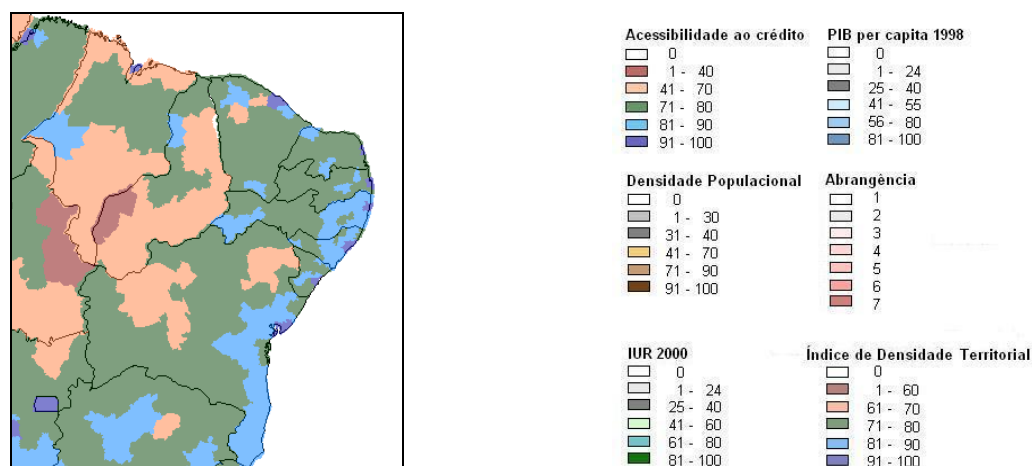 Acessibilidade ao crédito
0
1 - 40
41 - 70
71 - 80
81 - 90
91 - 100
PIB per capita 1998
0
1 - 24
25 - 40
41 - 55
56 - 80
81 - 100
Densidade Populacional
0
1 - 30
31 - 40
41 - 70
71 - 90
91 - 100
Abrangência
1
2
3
4
5
6
7
IUR 2000
0
1 - 24
25 - 40
41 - 60
61 - 80
81 - 100
Índice de Densidade Territorial
0
1 - 60
61 - 70
71 - 80
81 - 90
91 - 100